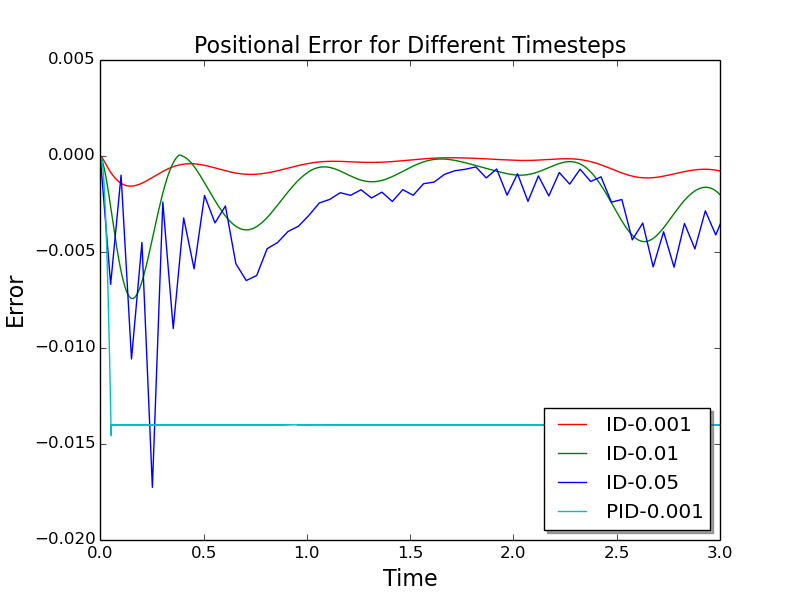 Positional Error for Different Timesteps
0.005
0.000
−0.005
−0.010
−0.015
−0.020
Error
0.0 0.5 1.0 1.5 2.0 2.5 3.0
Time
ID-0.001
ID-0.01
ID-0.05
PID-0.001